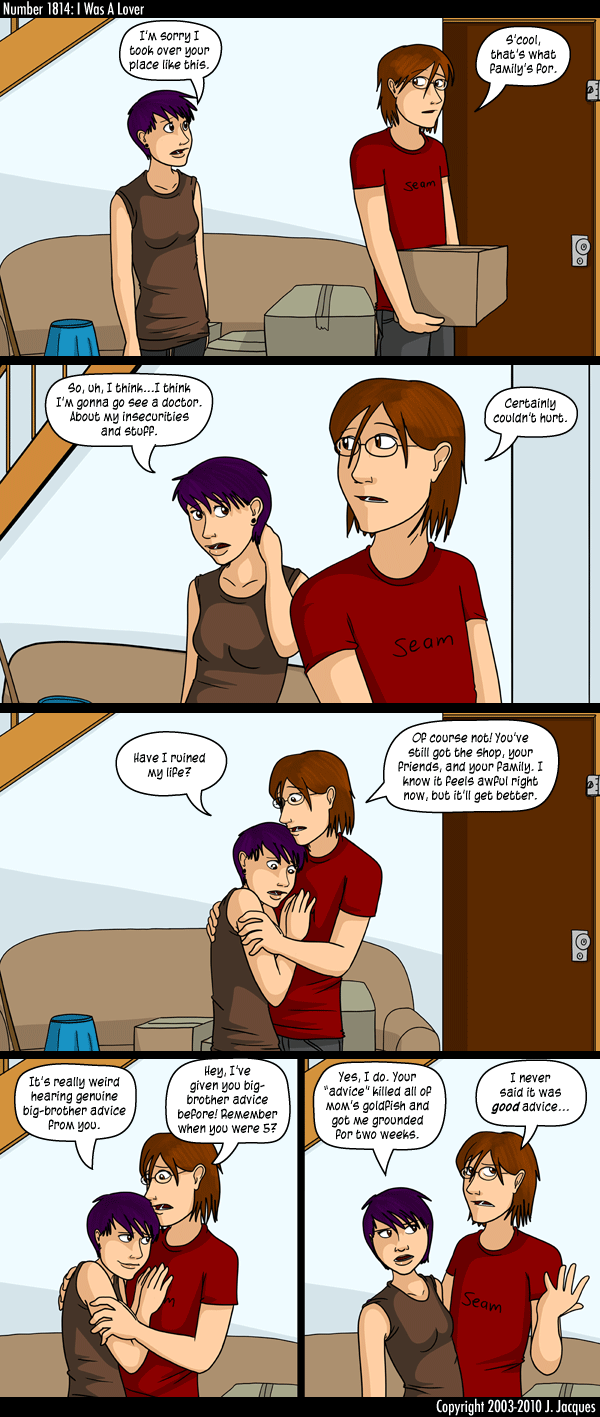 Number 1814: I Was A Lover
I'm sorry I
took over your
place like this.
S'cool,
that's what
family's for.
Seam
So, uh, I think...I think
I'm gonna go see a doctor.
About my insecurities
and stuff.
Certainly
couldn't hurt.
Seam
Have I ruined
my life?
Of course not! You've
still got the shop, your
friends, and your family. I
know it feels awful right
now, but it'll get better.
It's really weird
hearing genuine
big-brother advice
from you.
Hey, I've
given you big-
brother advice
before! Remember
when you were 5?
m
Yes, I do. Your
"advice" killed all of
mom's goldfish and
got me grounded
for two weeks.
I never
said it was
good advice...
Seam
Copyright 2003-2010 J. Jacques